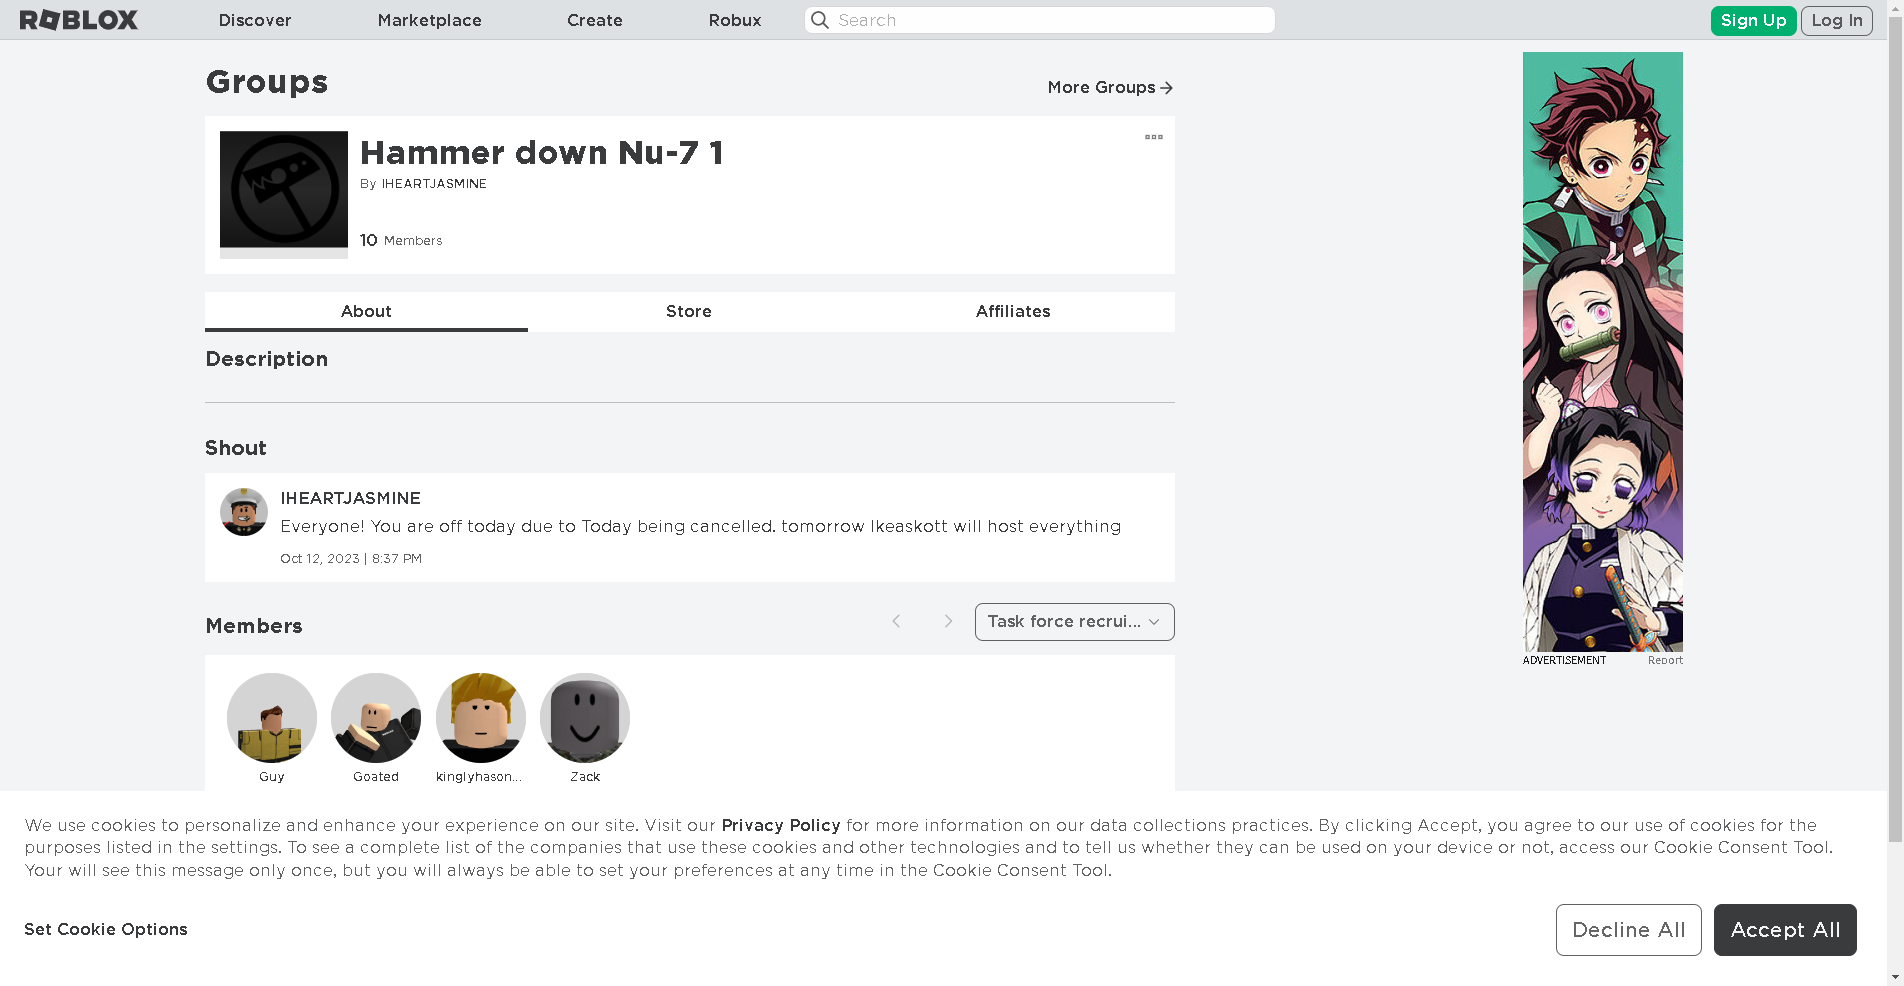 ROBLOX
Discover
Marketplace
Create
Robux
Search
Sign Up
Log In
Groups
More Groups
Hammer down Nu-7 1
By IHEARTJASMINE
10 Members
About
Store
Affiliates
Description
Shout
IHEARTJASMINE
Everyone! You are off today due to Today being cancelled. tomorrow Ikeaskott will host everything
Oct 12, 2023 | 8:37 PM
Members
Task force recrui...
Guy
Goated
kinglyhason...
Zack
ADVERTISEMENT
Report
We use cookies to personalize and enhance your experience on our site. Visit our Privacy Policy for more information on our data collections practices. By clicking Accept, you agree to our use of cookies for the
purposes listed in the settings. To see a complete list of the companies that use these cookies and other technologies and to tell us whether they can be used on your device or not, access our Cookie Consent Tool.
Your will see this message only once, but you will always be able to set your preferences at any time in the Cookie Consent Tool.
Set Cookie Options
Decline All
Accept All